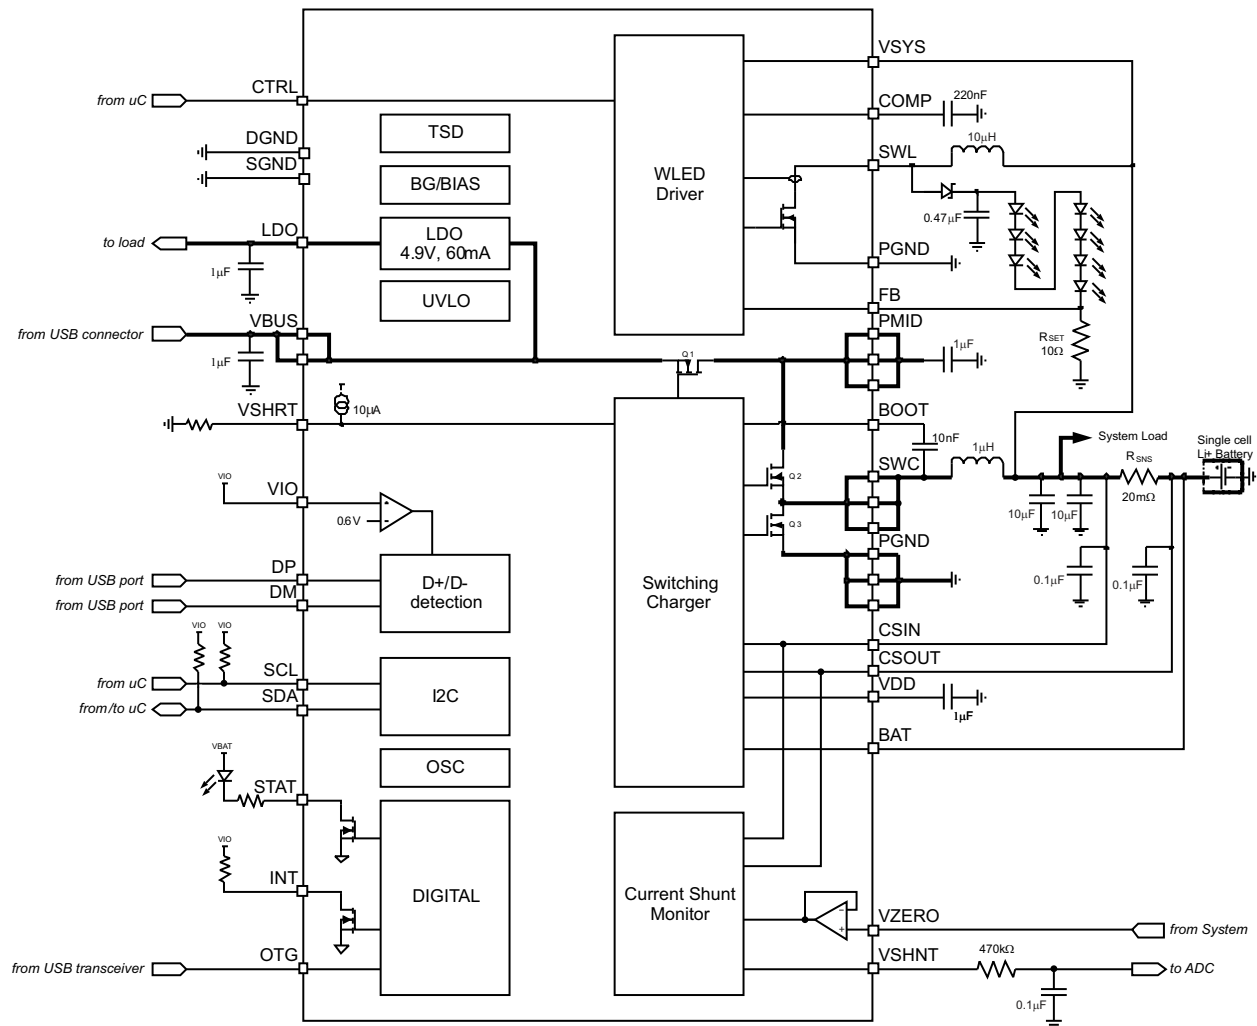 VSYS
from uC
CTRL
COMP
220nF
DGND
SGND
TSD
10µH
SWL
WLED
Driver
BG/BIAS
0.47µF
to load
LDO
LDO
4.9V, 60mA
1µF
PGND
UVLO
FB
from USB connector
VBUS
PMID
RSET
10Ω
1µF
Q1
1µF
VSHRT
10µA
BOOT
10nF
1µH
System Load
Single cell
Li+ Battery
RSNS
20mΩ
SWC
VIO
VIO
0.6V
+
-
Q2
10µF
10µF
Q3
PGND
from USB port
DP
from USB port
DM
D+/D-
detection
Switching
Charger
0.1µF
0.1µF
VIO
VIO
CSIN
from uC
SCL
CSOUT
from/to uC
SDA
I2C
VDD
1µF
BAT
VBAT
OSC
STAT
VIO
INT
DIGITAL
Current Shunt
Monitor
-
+
VZERO
from System
from USB transceiver
OTG
VSHNT
470kΩ
to ADC
0.1µF